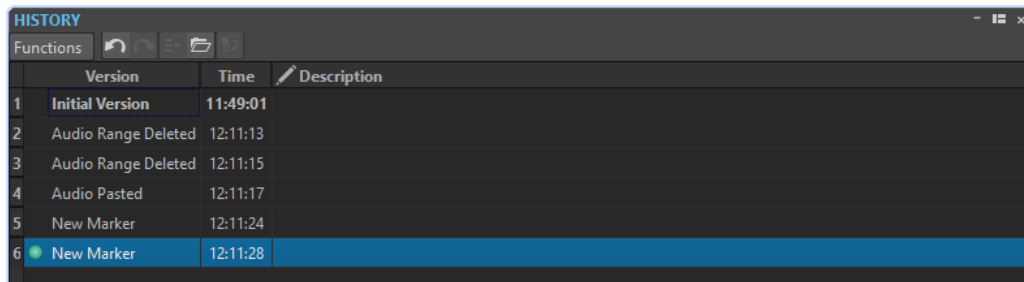 HISTORY
Functions
Version Time Description
1 Initial Version 11:49:01
2 Audio Range Deleted 12:11:13
3 Audio Range Deleted 12:11:15
4 Audio Pasted 12:11:17
5 New Marker 12:11:24
6 New Marker 12:11:28